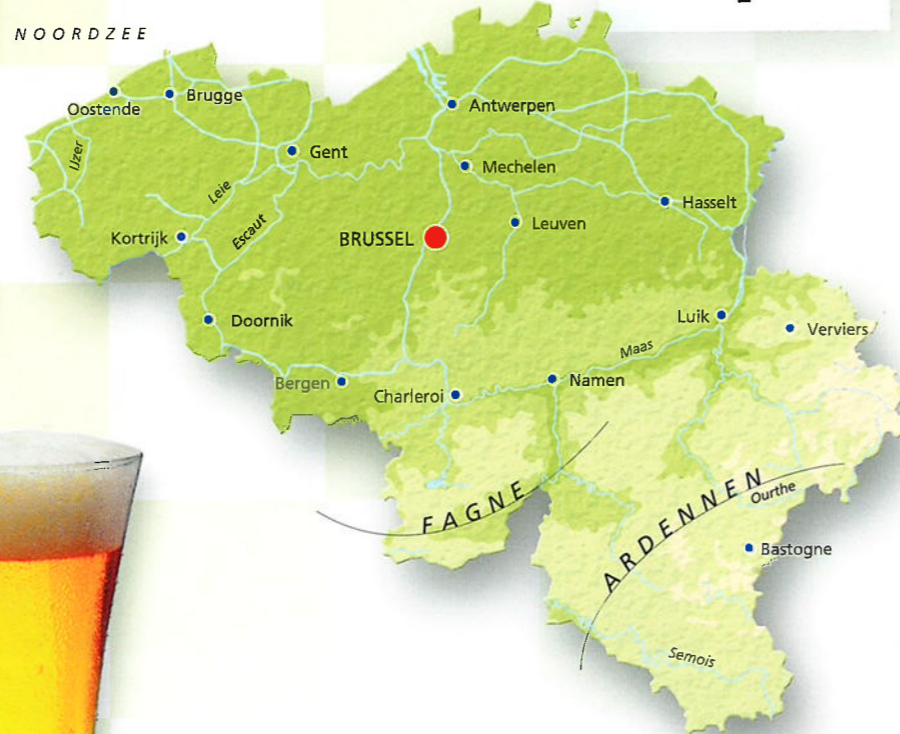 NOORDZEE
Oostende
Brugge
Antwerpen
IJzer
Gent
Mechelen
Leie
Hasselt
Escaut
Leuven
Kortrijk
BRUSSEL
Doornik
Luik
Verviers
Maas
Bergen
Namen
Charleroi
FAGNE
ARDENNEN
Ourthe
Bastogne
Semois